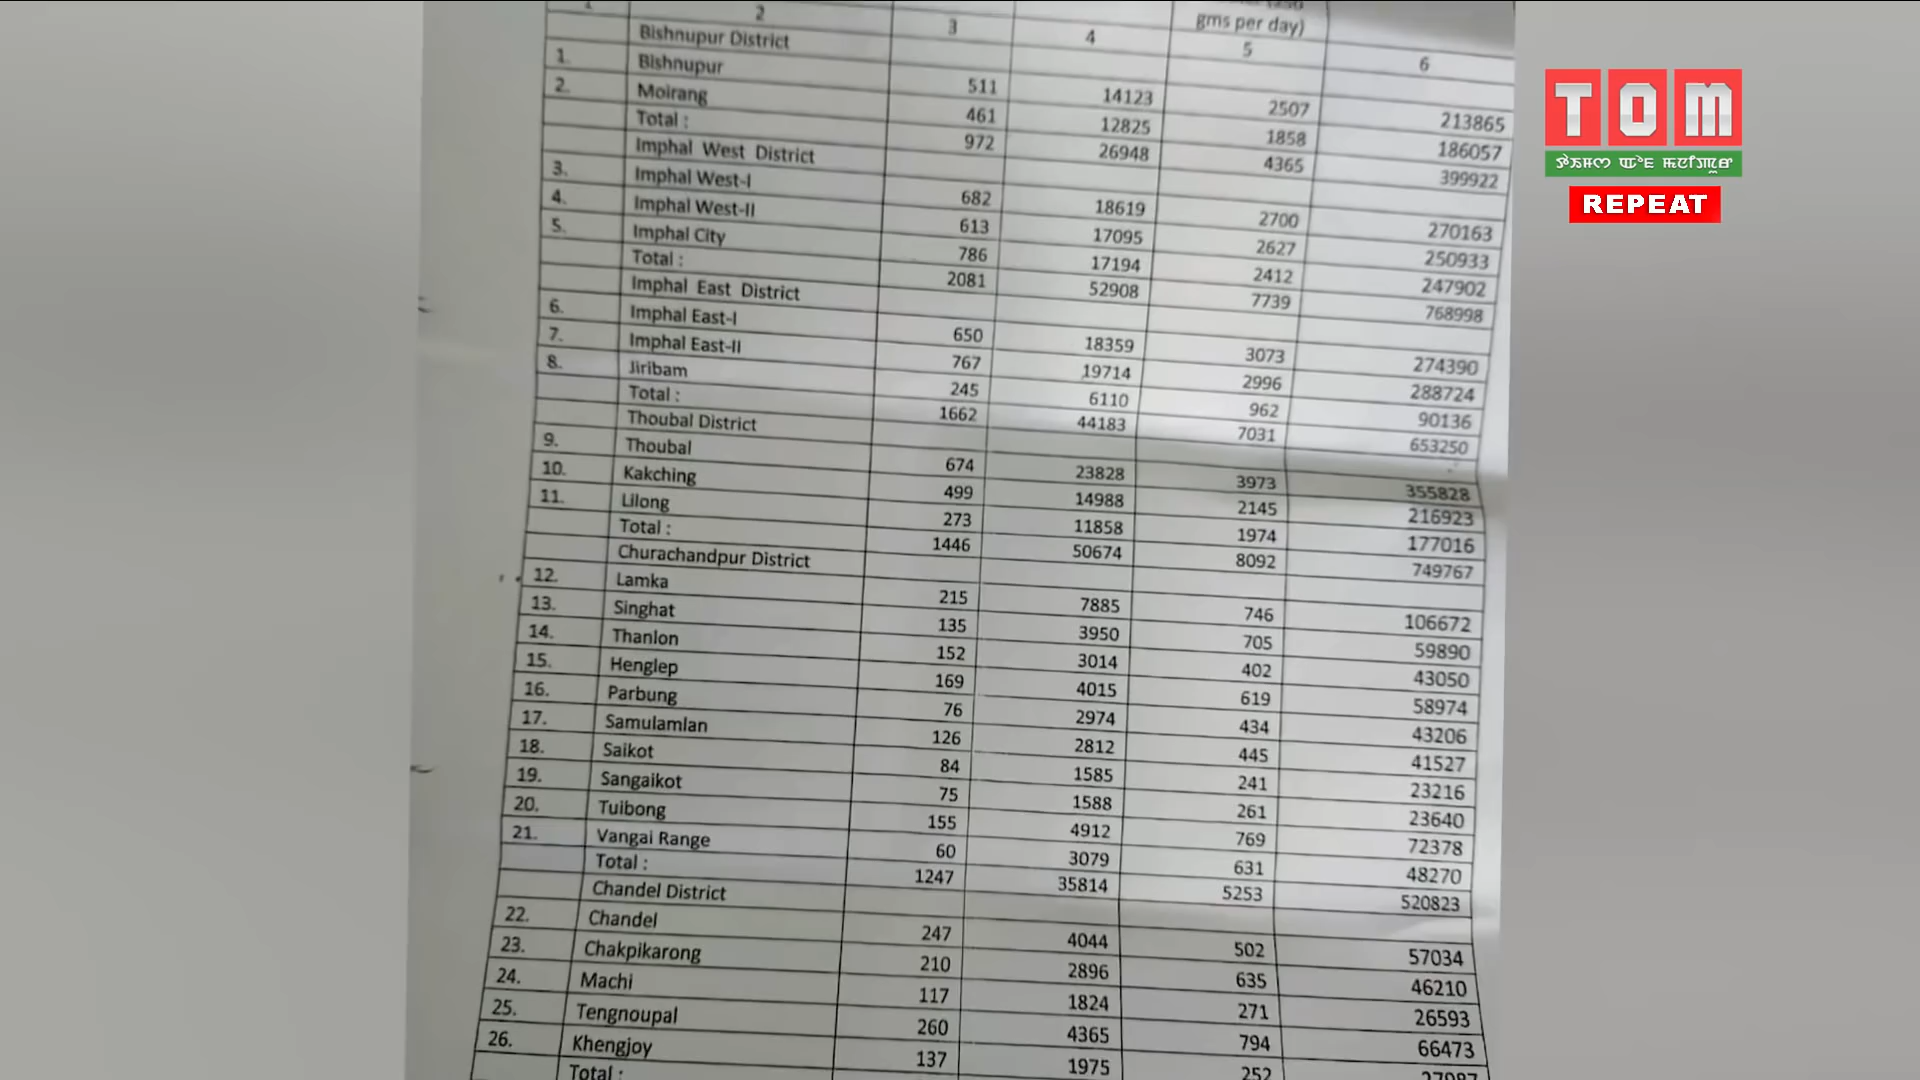 gms per day)
2 3 4 5 6
Bishnupur District
1. Bishnupur 511 14123 2507 213865
2. Moirang 461 12825 1858 186057
Total : 972 26948 4365 399922
Imphal West District
3. Imphal West-I 682 18619 2700 270163
4. Imphal West-II 613 17095 2627 250933
5. Imphal City 786 17194 2412 247902
Total : 2081 52908 7739 768998
Imphal East District
6. Imphal East-I 650 18359 3073 274390
7. Imphal East-II 767 19714 2996 288724
8. Jiribam 245 6110 962 90136
Total : 1662 44183 7031 653250
Thoubal District
9. Thoubal 674 23828 3973 355828
10. Kakching 499 14988 2145 216923
11. Lilong 273 11858 1974 177016
Total : 1446 50674 8092 749767
Churachandpur District
12. Lamka 215 7885 746 106672
13. Singhat 135 3950 705 59890
14. Thanlon 152 3014 402 43050
15. Henglep 169 4015 619 58974
16. Parbung 76 2974 434 43206
17. Samulamlan 126 2812 445 41527
18. Saikot 84 1585 241 23216
19. Sangaikot 75 1588 261 23640
20. Tuibong 155 4912 769 72378
21. Vangai Range 60 3079 631 48270
Total : 1247 35814 5253 520823
Chandel District
22. Chandel 247 4044 502 57034
23. Chakpikarong 210 2896 635 46210
24. Machi 117 1824 271 26593
25. Tengnoupal 260 4365 794 66473
26. Khengjoy 137 1975 252
Total :
TOM
REPEAT